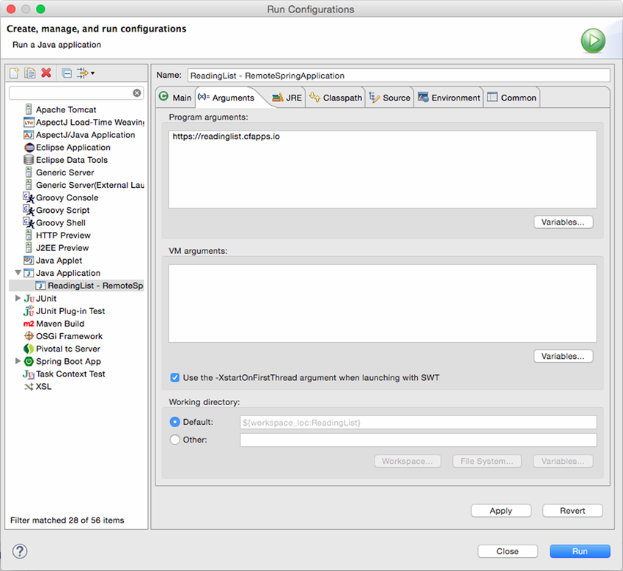 Run Configurations
Create, manage, and run configurations
Run a Java application
Name: ReadingList - RemoteSpringApplication
Main (x)= Arguments JRE Classpath Source Environment Common
Apache Tomcat
AspectJ Load-Time Weaving
AspectJ/Java Application
Eclipse Application
Eclipse Data Tools
Generic Server
Generic Server(External Lau
Groovy Console
Groovy Script
Groovy Shell
HTTP Preview
J2EE Preview
Java Applet
Java Application
ReadingList - RemoteSp
JUnit
JUnit Plug-in Test
Maven Build
OSGi Framework
Pivotal tc Server
Spring Boot App
Task Context Test
XSL
Filter matched 28 of 56 items
Program arguments:
https://readinglist.cfapps.io
Variables...
VM arguments:
Variables...
Use the -XstartOnFirstThread argument when launching with SWT
Working directory:
Default: ${workspace_loc:ReadingList}
Other:
Workspace... File System... Variables...
Apply Revert
? Close Run